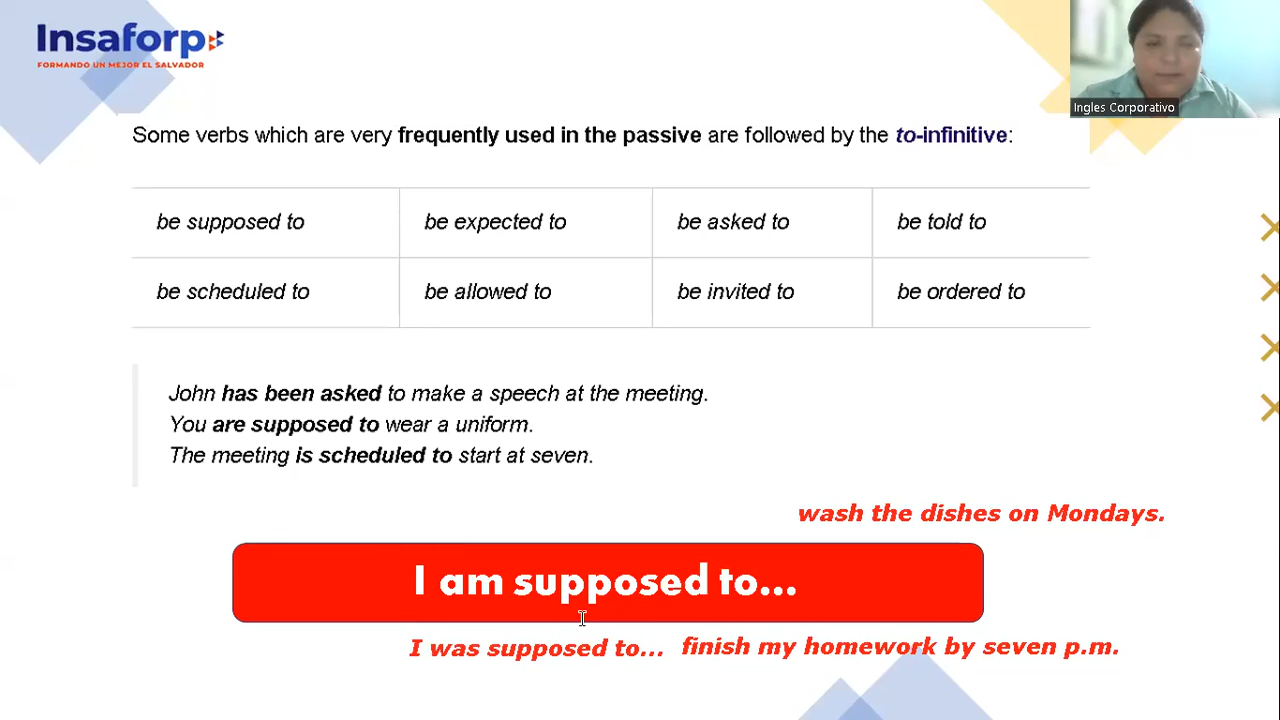 Insaforp
FORMANDO UN MEJOR EL SALVADOR
Ingles Corporativo
Some verbs which are very frequently used in the passive are followed by the to-infinitive:
be supposed to be expected to be asked to be told to
be scheduled to be allowed to be invited to be ordered to
John has been asked to make a speech at the meeting.
You are supposed to wear a uniform.
The meeting is scheduled to start at seven.
wash the dishes on Mondays.
I am supposed to...
I was supposed to... finish my homework by seven p.m.